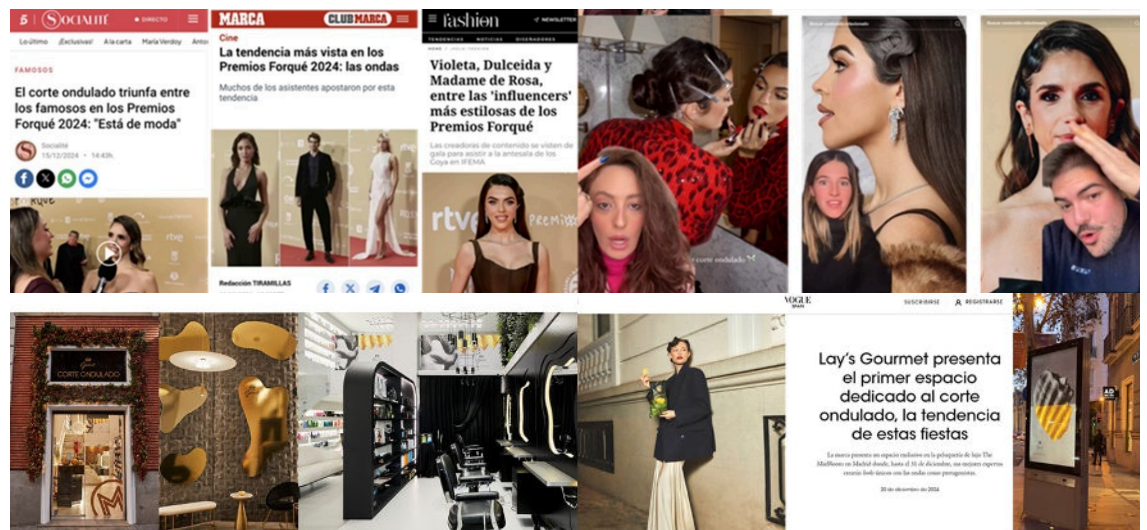 5 SOCIALITÉ
DIRECTO
Lo último ¡Exclusivas! A la carta María Verdoy
FAMOSOS
El corte ondulado triunfa entre
los famosos en los Premios
Forqué 2024: "Está de moda"
Socialité
15/12/2024 - 14:43h.
rtve
MARCA
CLUB MARCA
Cine
La tendencia más vista en los
Premios Forqué 2024: las ondas
Muchos de los asistentes apostaron por esta
tendencia
Redacción TIRAMILLAS
fashion
NEWSLETTER
TENDENCIAS NOTICIAS DISEÑADORES
Violeta, Dulceida y
Madame de Rosa,
entre las 'influencers'
más estilosas de los
Premios Forqué
Las creadoras de contenido se visten de
gala para asistir a la antesala de los
Goya en IFEMA
rtve
corte ondulado
Buscar contenido relacionado
Buscar contenido relacionado
CORTE ONDULADO
VOGUE
SPAIN
SUSCRIBIRSE
REGISTRARSE
Lay's Gourmet presenta
el primer espacio
dedicado al corte
ondulado, la tendencia
de estas fiestas
La marca presenta un espacio exclusivo en la peluquería de lujo The
MadRoom en Madrid donde, hasta el 31 de diciembre, sus mejores expertos
crearán looks únicos con las ondas como protagonistas.
20 de diciembre de 2024